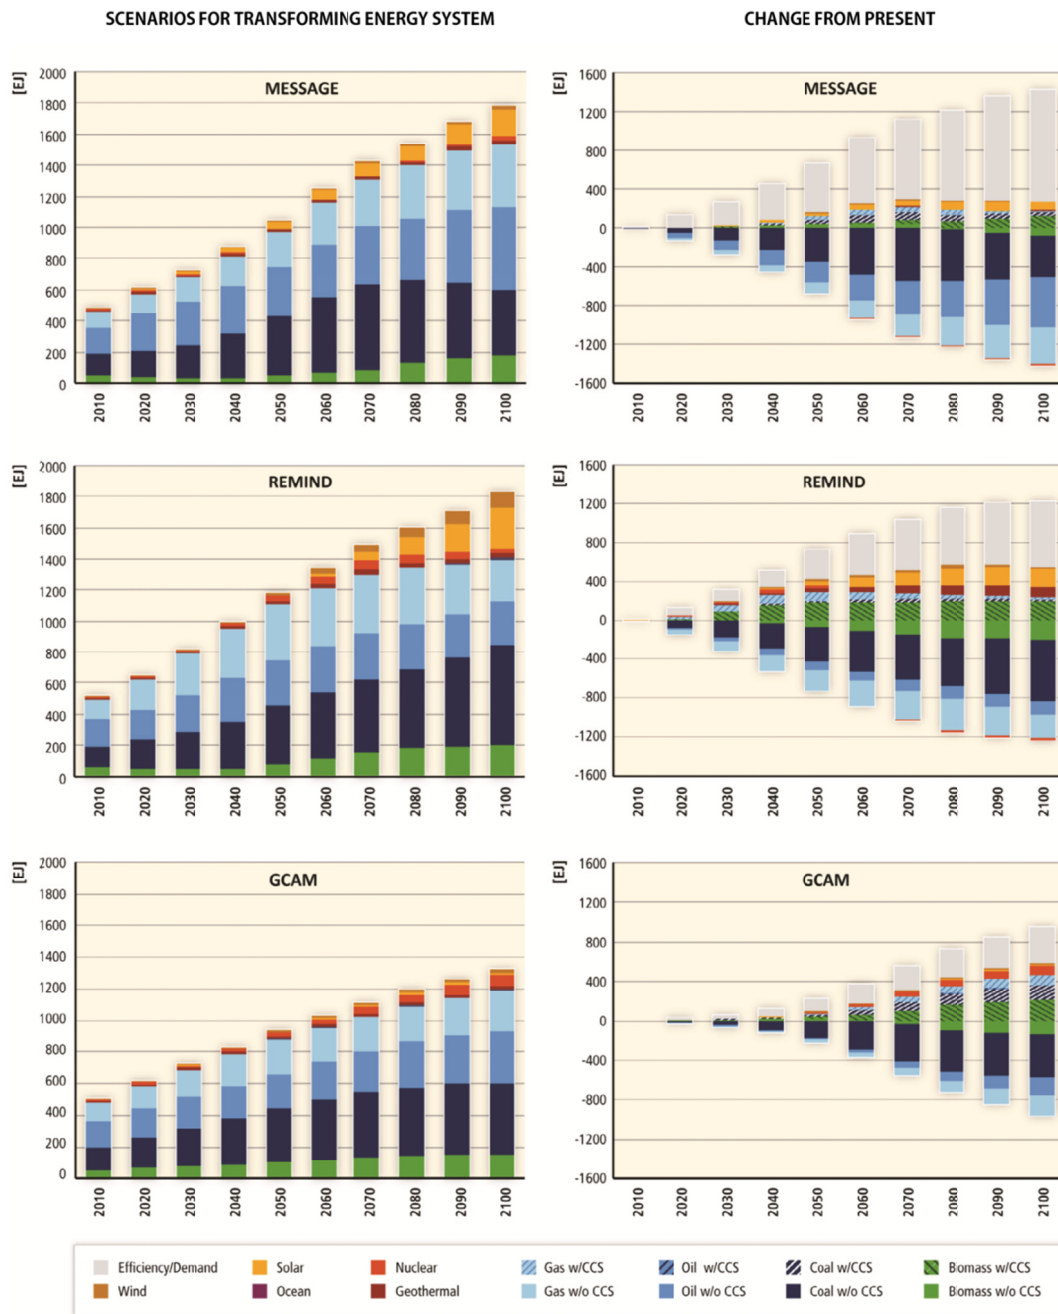 SCENARIOS FOR TRANSFORMING ENERGY SYSTEM
CHANGE FROM PRESENT
[EJ]
MESSAGE
2000
1800
1600
1400
1200
1000
800
600
400
200
0
2010 2020 2030 2040 2050 2060 2070 2080 2090 2100
[EJ]
MESSAGE
1600
1200
800
400
0
-400
-800
-1200
-1600
2010 2020 2030 2040 2050 2060 2070 2080 2090 2100
[EJ]
REMIND
2000
1800
1600
1400
1200
1000
800
600
400
200
0
2010 2020 2030 2040 2050 2060 2070 2080 2090 2100
[EJ]
REMIND
1600
1200
800
400
0
-400
-800
-1200
-1600
2010 2020 2030 2040 2050 2060 2070 2080 2090 2100
[EJ]
GCAM
2000
1800
1600
1400
1200
1000
800
600
400
200
0
2010 2020 2030 2040 2050 2060 2070 2080 2090 2100
[EJ]
GCAM
1600
1200
800
400
0
-400
-800
-1200
-1600
2010 2020 2030 2040 2050 2060 2070 2080 2090 2100
Efficiency/Demand Solar Nuclear Gas w/CCS Oil w/CCS Coal w/CCS Biomass w/CCS
Wind Ocean Geothermal Gas w/o CCS Oil w/o CCS Coal w/o CCS Biomass w/o CCS